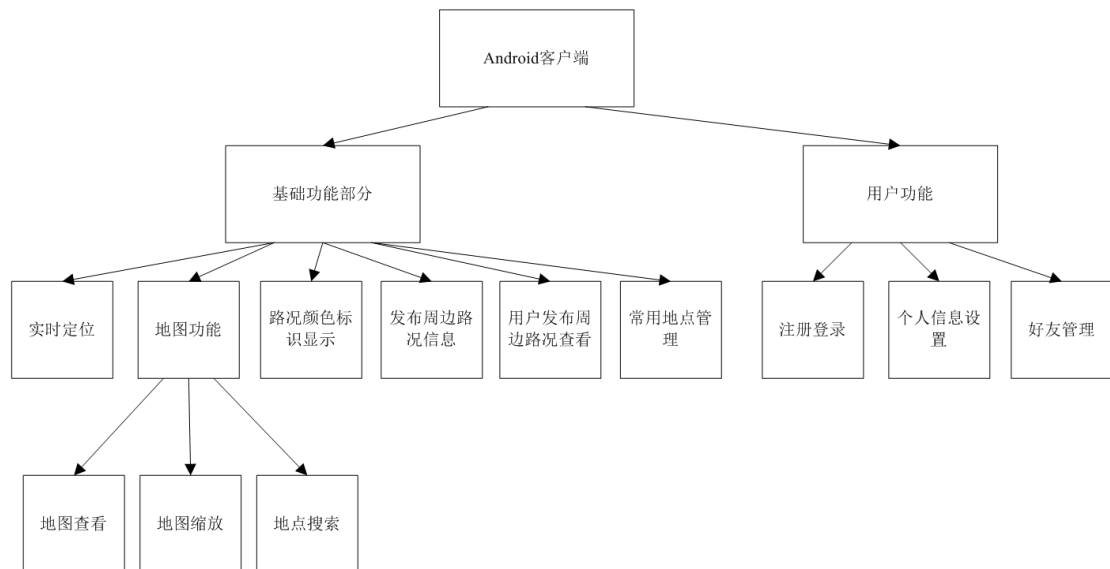 Android客户端
基础功能部分
用户功能
实时定位
地图功能
路况颜色标
识显示
发布周边路
况信息
用户发布周
边路况查看
常用地点管
理
注册登录
个人信息设
置
好友管理
地图查看
地图缩放
地点搜索